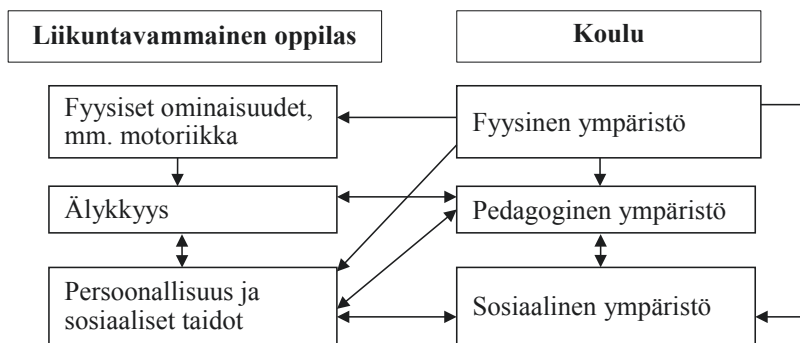 Liikuntavammainen oppilas
Koulu
Fyysiset ominaisuudet,
mm. motoriikka
Fyysinen ympäristö
Älykkyys
Pedagoginen ympäristö
Persoonallisuus ja
sosiaaliset taidot
Sosiaalinen ympäristö